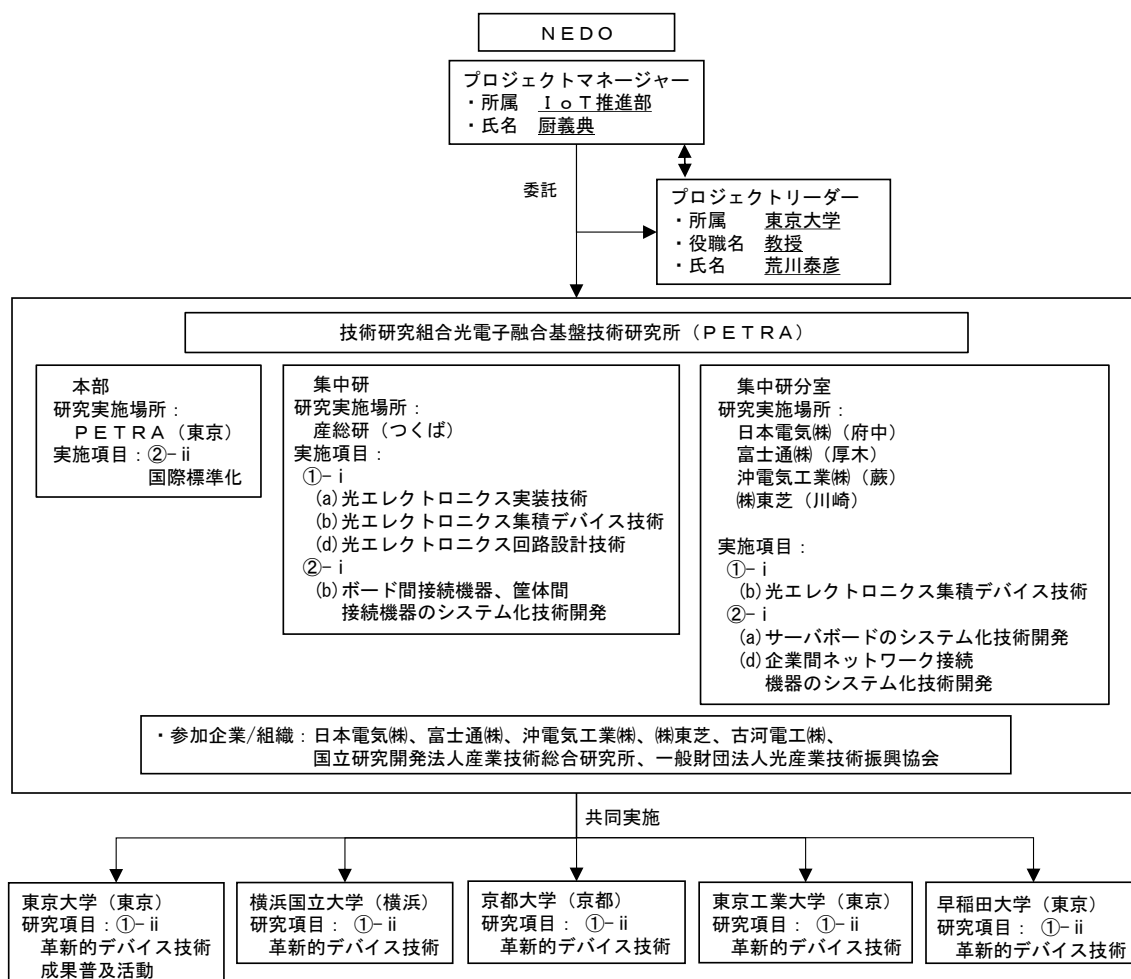 ＮＥＤＯ
プロジェクトマネージャー
・所属　ＩｏＴ推進部
・氏名　厨義典
委託
プロジェクトリーダー
・所属　東京大学
・役職名　教授
・氏名　荒川泰彦
技術研究組合光電子融合基盤技術研究所（ＰＥＴＲＡ）
本部
研究実施場所：
ＰＥＴＲＡ（東京）
実施項目：②-ii
国際標準化
集中研
研究実施場所：
産総研（つくば）
実施項目：
①-i
(a)光エレクトロニクス実装技術
(b)光エレクトロニクス集積デバイス技術
(d)光エレクトロニクス回路設計技術
②-i
(b)ボード間接続機器、筐体間
接続機器のシステム化技術開発
集中研分室
研究実施場所：
日本電気㈱（府中）
富士通㈱（厚木）
沖電気工業㈱（蕨）
㈱東芝（川崎）
実施項目：
①-i
(b)光エレクトロニクス集積デバイス技術
②-i
(a)サーバボードのシステム化技術開発
(d)企業間ネットワーク接続
機器のシステム化技術開発
・参加企業/組織：日本電気㈱、富士通㈱、沖電気工業㈱、㈱東芝、古河電工㈱、
国立研究開発法人産業技術総合研究所、一般財団法人光産業技術振興協会
共同実施
東京大学（東京）
研究項目：①-ii
革新的デバイス技術
成果普及活動
横浜国立大学（横浜）
研究項目： ①-ii
革新的デバイス技術
京都大学（京都）
研究項目： ①-ii
革新的デバイス技術
東京工業大学（東京）
研究項目： ①-ii
革新的デバイス技術
早稲田大学（東京）
研究項目： ①-ii
革新的デバイス技術